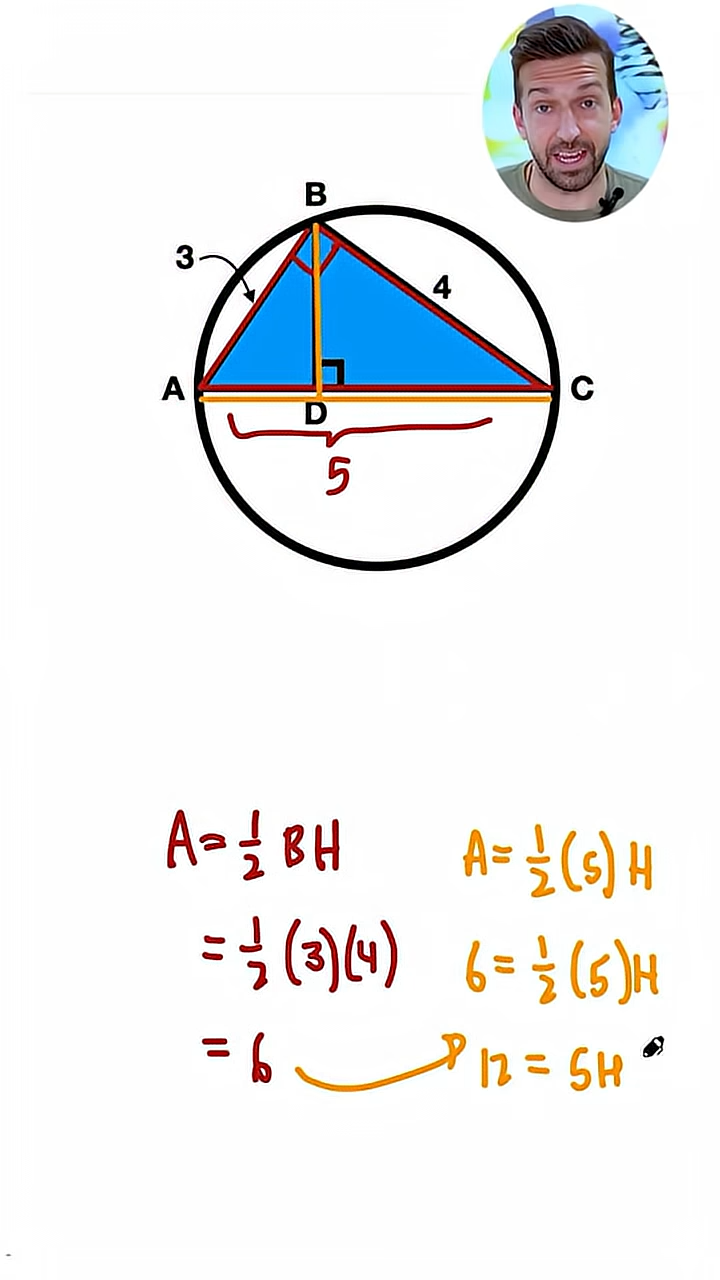 B
3
4
A
C
D
5
A = 1/2 BH
= 1/2 (3)(4)
= 6
A = 1/2 (5) H
6 = 1/2 (5) H
12 = 5H